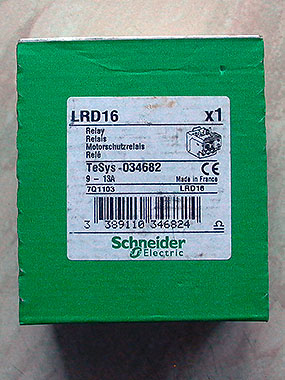 LRD16 x1
Relay
Relais
Motorschutzrelais
Relé
TeSys-034682
9 - 13A CE Made in France
7Q1103 LRD16
3 389110 346824
Schneider
Electric